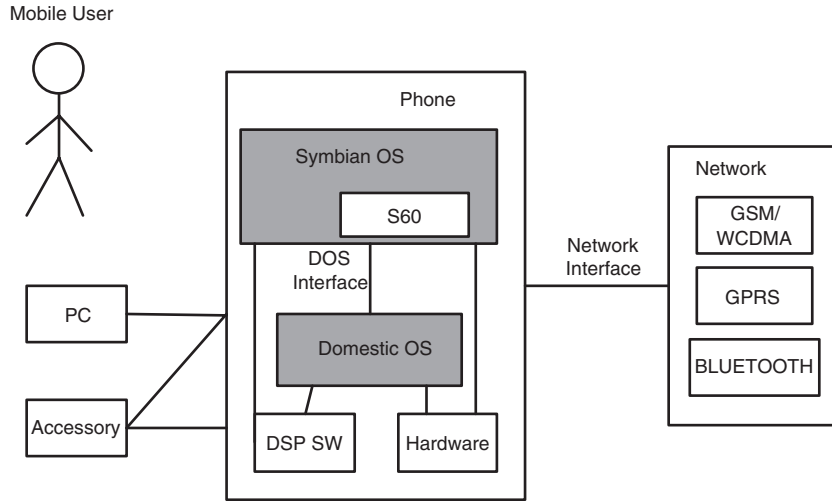 Mobile User
Phone
Symbian OS
S60
DOS
Interface
Domestic OS
DSP SW
Hardware
PC
Accessory
Network
Interface
Network
GSM/
WCDMA
GPRS
BLUETOOTH